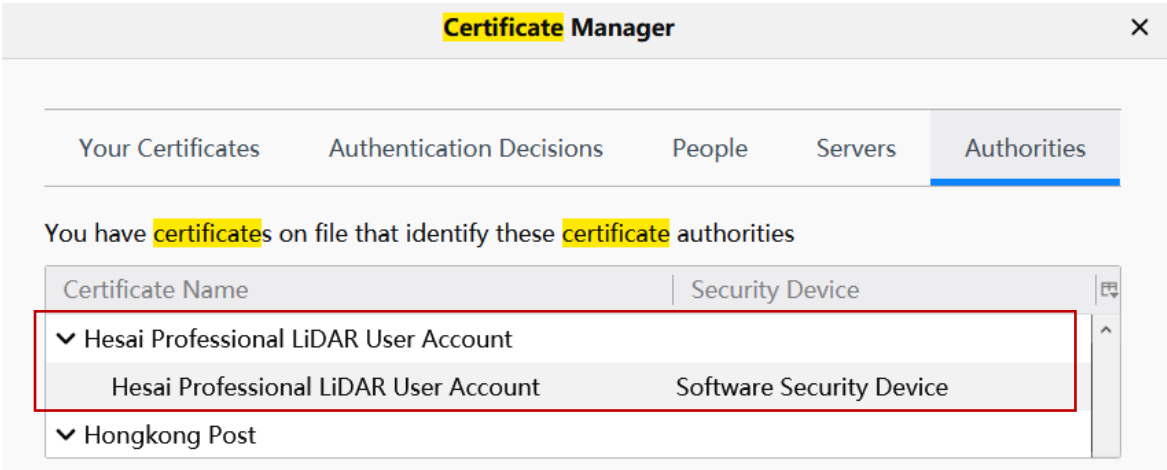 Certificate Manager
Your Certificates Authentication Decisions People Servers Authorities
You have certificates on file that identify these certificate authorities
Certificate Name Security Device
Hesai Professional LiDAR User Account
Hesai Professional LiDAR User Account Software Security Device
Hongkong Post